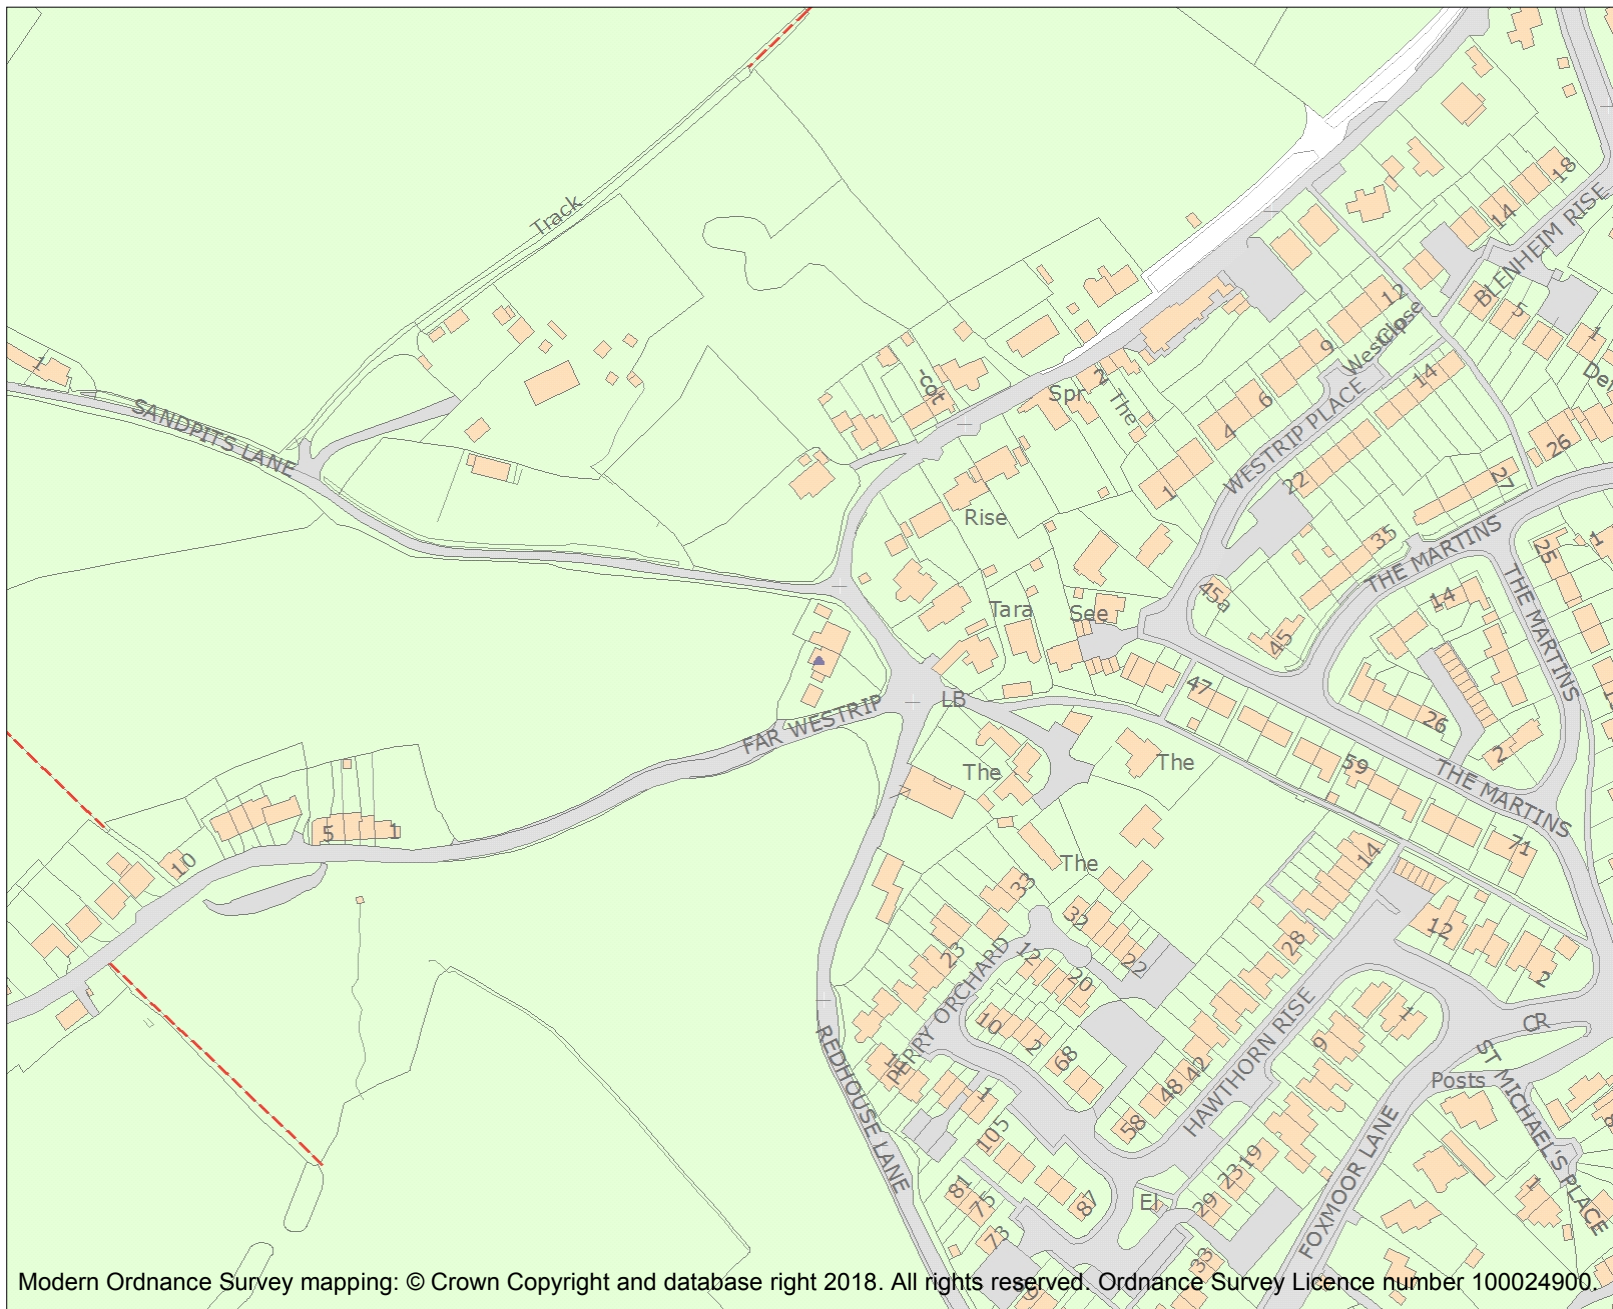 Track
18
14
BLENHEIM RISE
12
5
Westrip
Close
1
1
-cot
2
The
Spr
9
6
4
14
SANDPITS LANE
WESTRIP PLACE
26
22
1
27
Rise
35
THE MARTINS
25
1
THE MARTINS
45a
14
Tara
See
45
47
LB
FAR WESTRIP
26
2
The
The
59
THE MARTINS
5
1
71
10
The
14
33
32
12
28
23
12
22
20
2
PERRY ORCHARD
10
2
HAWTHORN RISE
1
CR
9
REDHOUSE LANE
1
68
42
48
ST MICHAEL'S PLACE
Posts
1
58
105
FOXMOOR LANE
19
23
81
75
87
El
29
1
73
33
Modern Ordnance Survey mapping: © Crown Copyright and database right 2018. All rights reserved. Ordnance Survey Licence number 100024900.